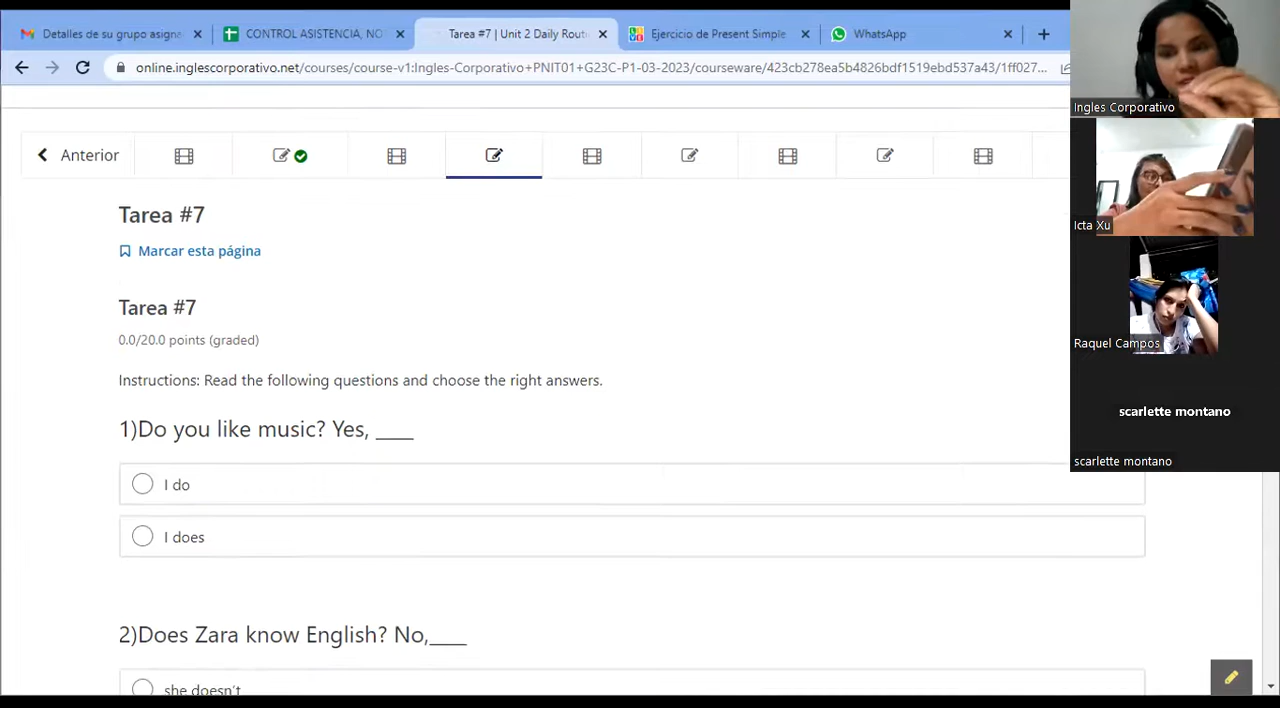 Detalles de su grupo asigna
CONTROL ASISTENCIA, NO
Tarea #7 | Unit 2 Daily Routi
Ejercicio de Present Simple
WhatsApp
online.inglescorporativo.net/courses/course-v1:Ingles-Corporativo+PNIT01+G23C-P1-03-2023/courseware/423cb278ea5b4826bdf1519ebd537a43/1ff027...
Anterior
Tarea #7
Marcar esta página
Tarea #7
0.0/20.0 points (graded)
Instructions: Read the following questions and choose the right answers.
1)Do you like music? Yes, ____
I do
I does
2)Does Zara know English? No,____
she doesn't
Ingles Corporativo
Icta Xu
Raquel Campos
scarlette montano
scarlette montano